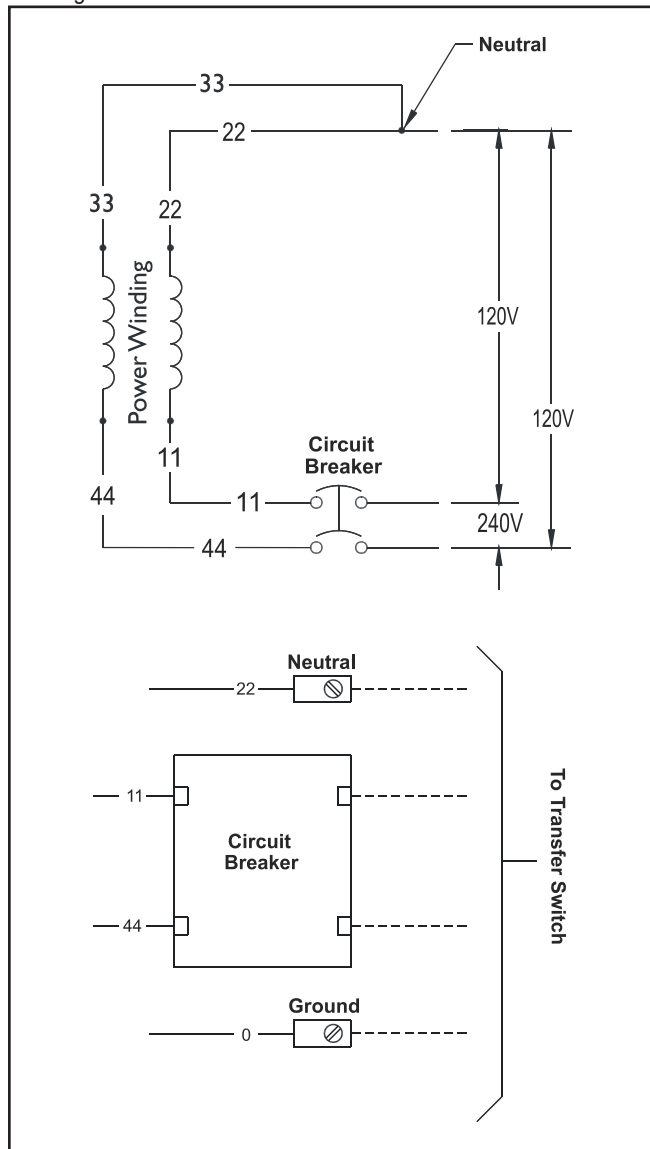 Neutral
33
22
33
22
Power Winding
120V
120V
11
Circuit
Breaker
44
11
240V
44
Neutral
22
11
Circuit
Breaker
44
To Transfer Switch
Ground
0